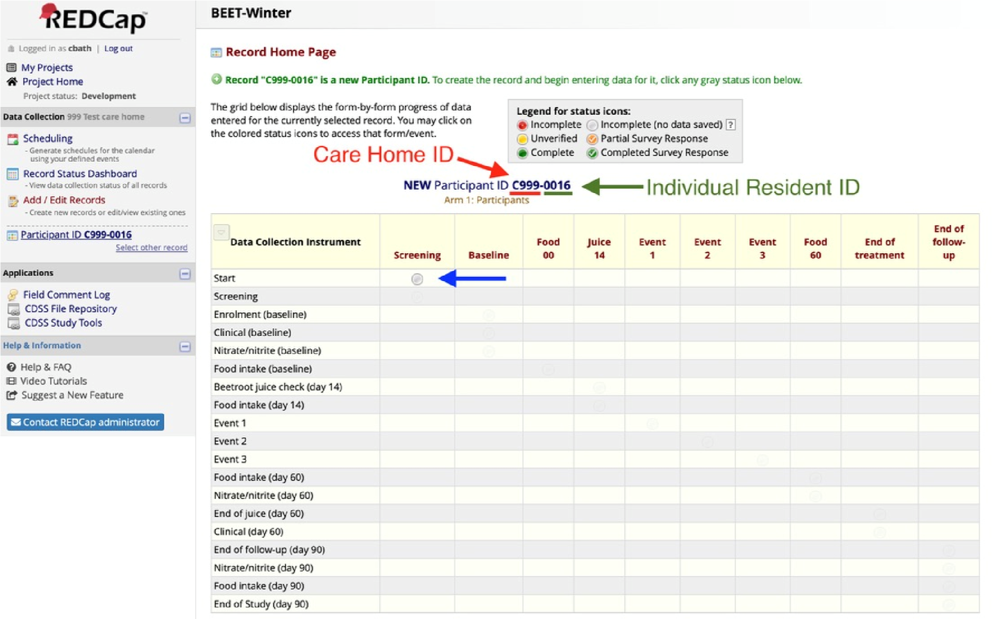 REDCap™
Logged in as cbath | Log out
My Projects
Project Home
Project status: Development
Data Collection 999 Test care home
Scheduling
- Generate schedules for the calendar
using your defined events
Record Status Dashboard
- View data collection status of all records
Add / Edit Records
- Create new records or edit/view existing ones
Participant ID C999-0016
Select other record
Applications
Field Comment Log
CDSS File Repository
CDSS Study Tools
Help & Information
Help & FAQ
Video Tutorials
Suggest a New Feature
Contact REDCap administrator
BEET-Winter
Record Home Page
Record "C999-0016" is a new Participant ID. To create the record and begin entering data for it, click any gray status icon below.
The grid below displays the form-by-form progress of data
entered for the currently selected record. You may click on
the colored status icons to access that form/event.
Legend for status icons:
Incomplete Incomplete (no data saved) ?
Unverified Partial Survey Response
Complete Completed Survey Response
Care Home ID
NEW Participant ID C999-0016
Individual Resident ID
Arm 1: Participants
Data Collection Instrument
Screening
Baseline
Food
00
Juice
14
Event
1
Event
2
Event
3
Food
60
End of
treatment
End of
follow-
up
Start
Screening
Enrolment (baseline)
Clinical (baseline)
Nitrate/nitrite (baseline)
Food intake (baseline)
Beetroot juice check (day 14)
Food intake (day 14)
Event 1
Event 2
Event 3
Food intake (day 60)
Nitrate/nitrite (day 60)
End of juice (day 60)
Clinical (day 60)
End of follow-up (day 90)
Nitrate/nitrite (day 90)
Food intake (day 90)
End of Study (day 90)